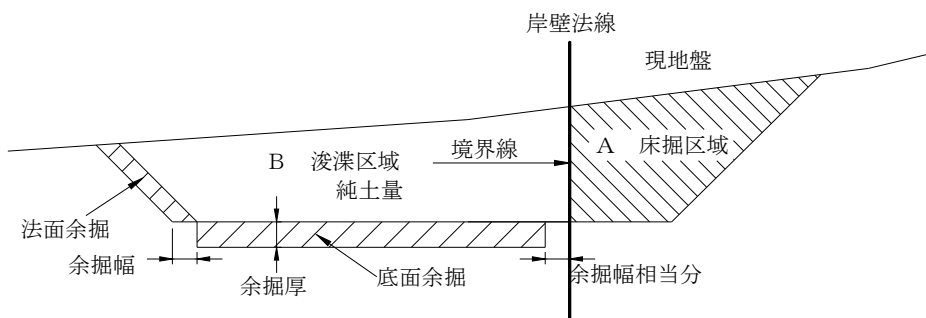 岸壁法線
現地盤
境界線
A 床掘区域
B 浚渫区域
純土量
法面余掘
余掘幅
余掘厚
底面余掘
余掘幅相当分